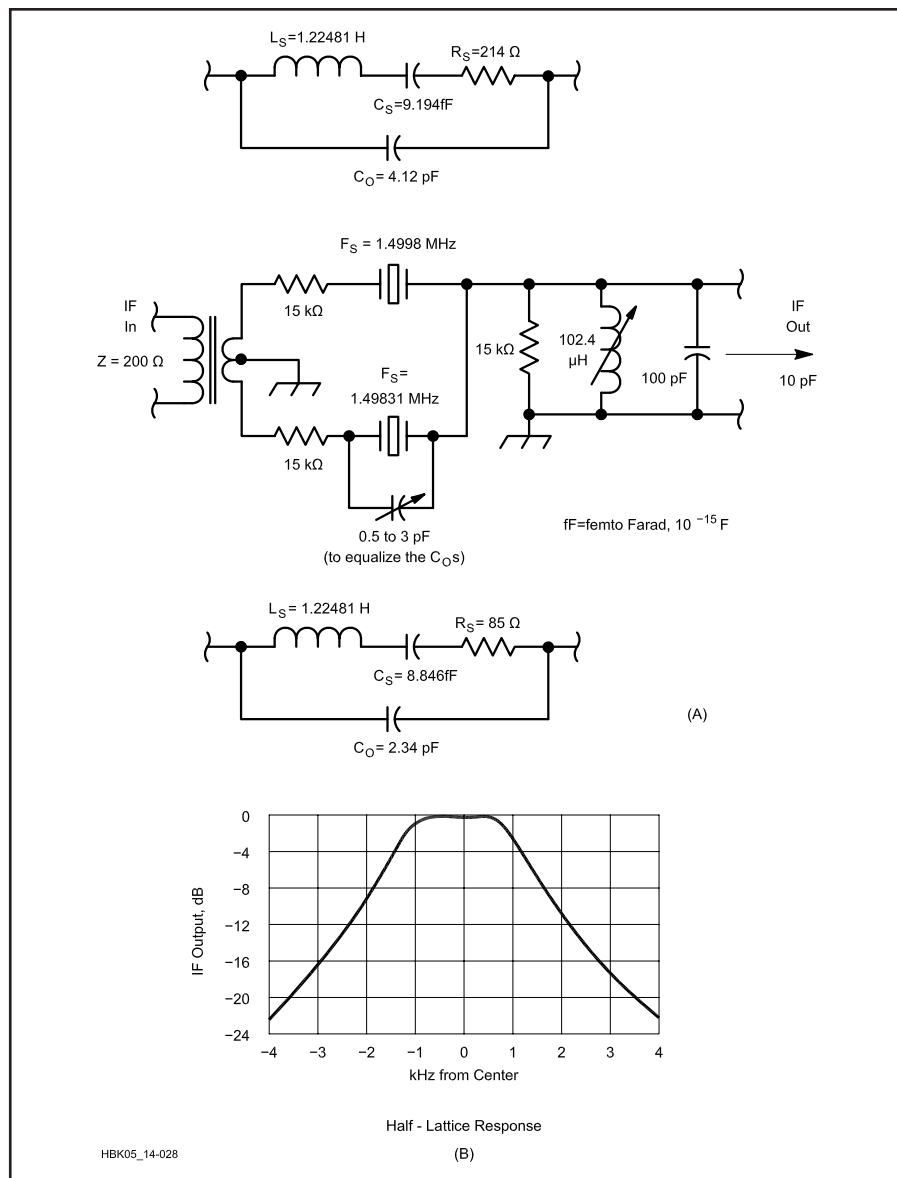 L_S=1.22481 H
R_S=214 Ω
C_S=9.194fF
C_O= 4.12 pF
F_S = 1.4998 MHz
IF
In
Z = 200 Ω
15 kΩ
F_S=
1.49831 MHz
15 kΩ
15 kΩ
102.4
µH
100 pF
IF
Out
10 pF
0.5 to 3 pF
(to equalize the C_Os)
fF=femto Farad, 10 ⁻¹⁵ F
L_S= 1.22481 H
R_S= 85 Ω
C_S= 8.846fF
C_O= 2.34 pF
(A)
IF Output, dB
0
−4
−8
−12
−16
−20
−24
−4 −3 −2 −1 0 1 2 3 4
kHz from Center
Half - Lattice Response
HBK05_14-028
(B)